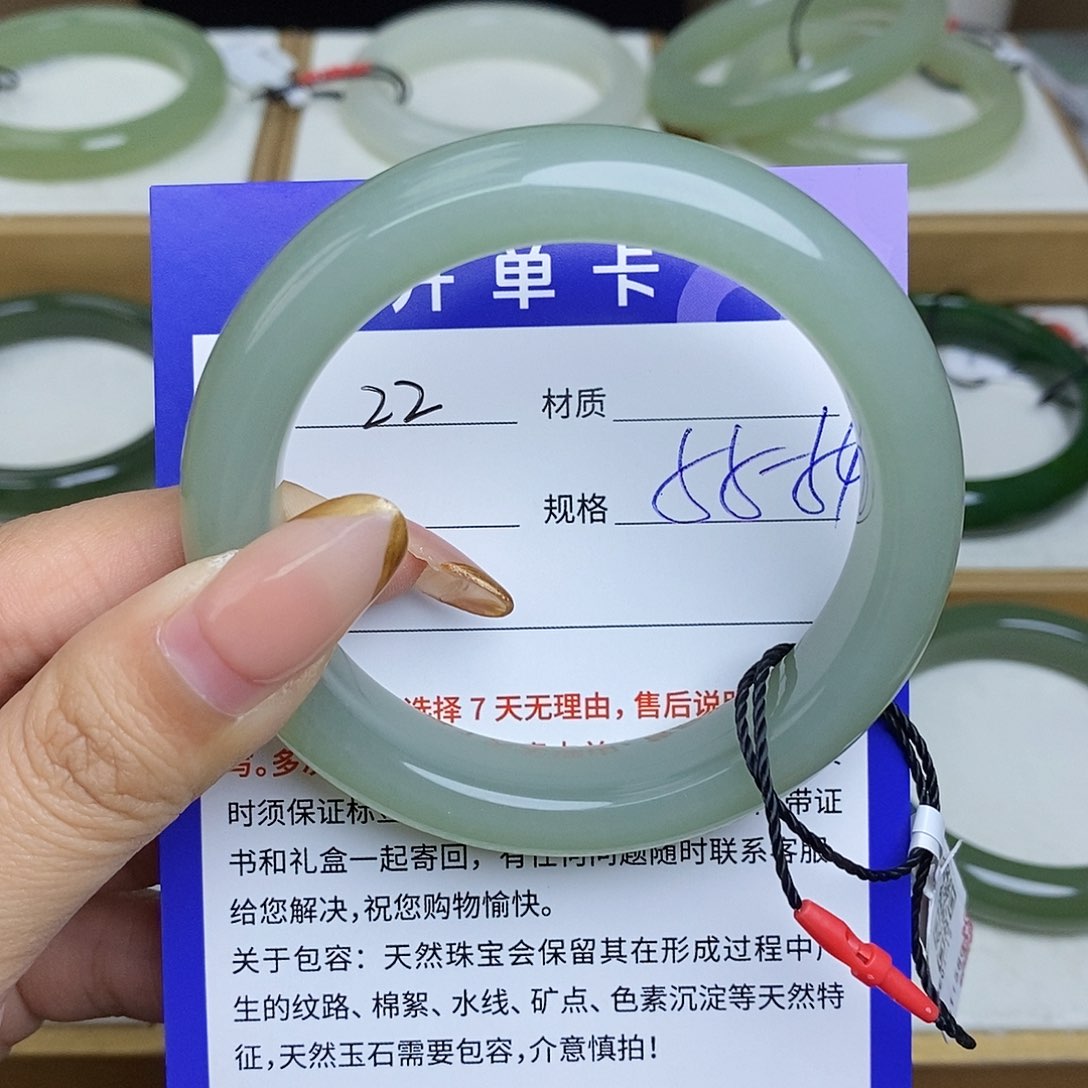 开单卡
22 材质
规格 55-54
选择 7 天无理由，售后说
多
时须保证标 带证
书和礼盒一起寄回，有任何问题随时联系客服
给您解决，祝您购物愉快。
关于包容：天然珠宝会保留其在形成过程中产
生的纹路、棉絮、水线、矿点、色素沉淀等天然特
征，天然玉石需要包容，介意慎拍！